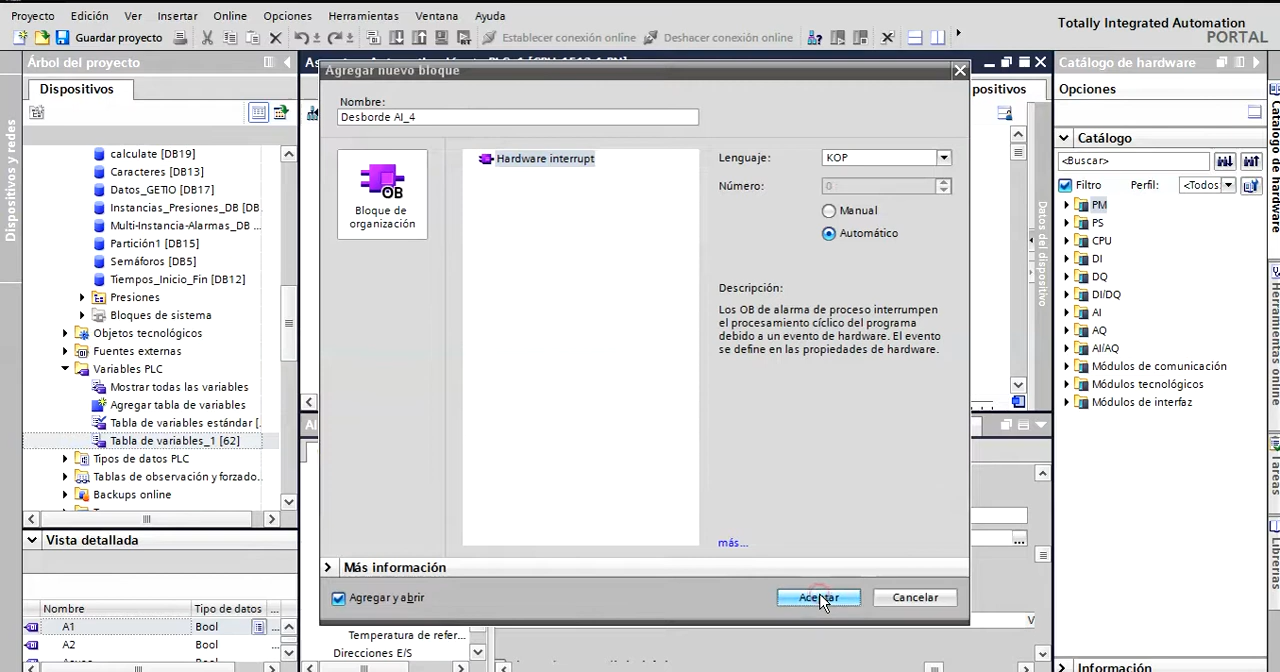 Proyecto Edición Ver Insertar Online Opciones Herramientas Ventana Ayuda
Totally Integrated Automation
PORTAL
Guardar proyecto
Establecer conexión online
Deshacer conexión online
Árbol del proyecto
Dispositivos
Dispositivos y redes
calculate [DB19]
Caracteres [DB13]
Datos_GETIO [DB17]
Instancias_Presiones_DB [DB.
Multi-Instancia-Alarmas_DB ...
Partición1 [DB15]
Semáforos [DB5]
Tiempos_Inicio_Fin [DB12]
Presiones
Bloques de sistema
Objetos tecnológicos
Fuentes externas
Variables PLC
Mostrar todas las variables
Agregar tabla de variables
Tabla de variables estándar [.
Tabla de variables_1 [62]
Tipos de datos PLC
Tablas de observación y forzado.
Backups online
Vista detallada
Nombre
Tipo de datos
...
A1
Bool
...
A2
Bool
...
Agregar nuevo bloque
Nombre:
Desborde AI_4
OB
Bloque de
organización
Hardware interrupt
Lenguaje:
KOP
Número:
Manual
Automático
Descripción:
Los OB de alarma de proceso interrumpen
el procesamiento cíclico del programa
debido a un evento de hardware. El evento
se define en las propiedades de hardware.
más...
Más información
Agregar y abrir
Aceptar
Cancelar
Temperatura de refer...
Direcciones E/S
positivos
Datos del dispositivo
...
Catálogo de hardware
Opciones
Catálogo
<Buscar>
Filtro
Perfil:
<Todos
PM
PS
CPU
DI
DQ
DI/DQ
AI
AQ
AI/AQ
Módulos de comunicación
Módulos tecnológicos
Módulos de interfaz
Información
Catálogo de hardware
Herramientas online
Tareas
Librerías